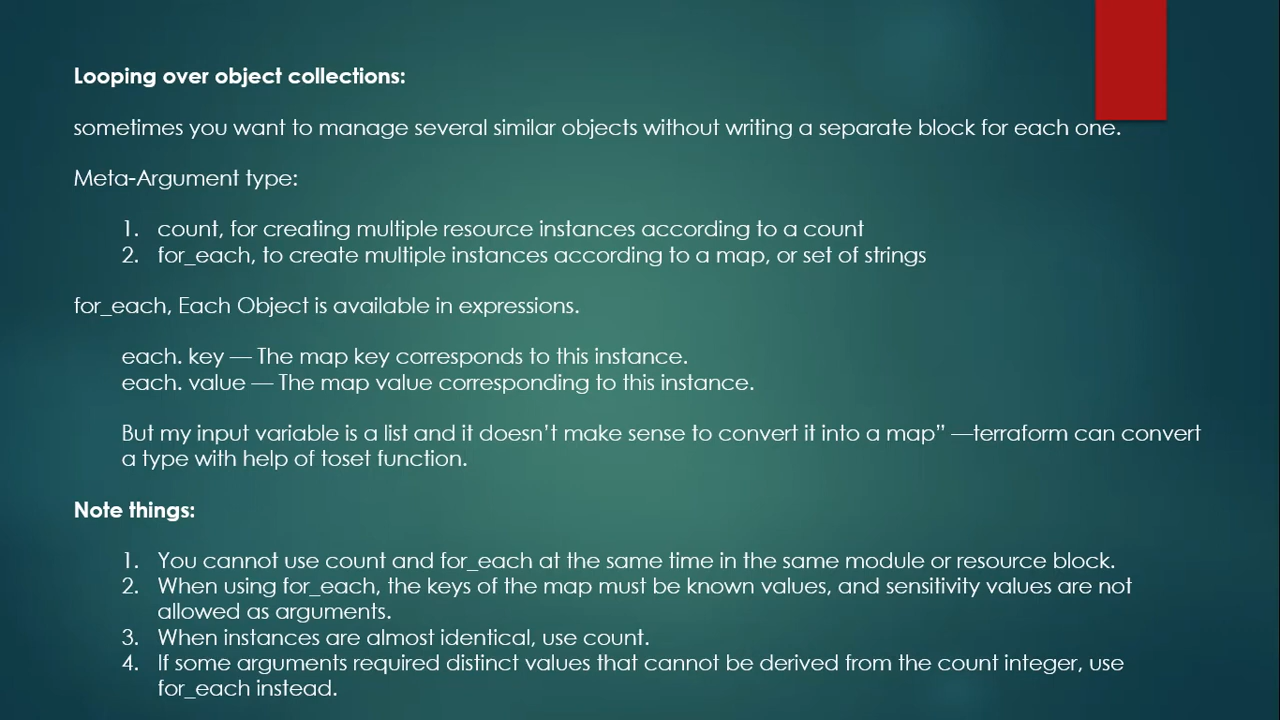 Looping over object collections:
sometimes you want to manage several similar objects without writing a separate block for each one.
Meta-Argument type:
1. count, for creating multiple resource instances according to a count
2. for_each, to create multiple instances according to a map, or set of strings
for_each, Each Object is available in expressions.
each. key — The map key corresponds to this instance.
each. value — The map value corresponding to this instance.
But my input variable is a list and it doesn’t make sense to convert it into a map” —terraform can convert
a type with help of toset function.
Note things:
1. You cannot use count and for_each at the same time in the same module or resource block.
2. When using for_each, the keys of the map must be known values, and sensitivity values are not
allowed as arguments.
3. When instances are almost identical, use count.
4. If some arguments required distinct values that cannot be derived from the count integer, use
for_each instead.